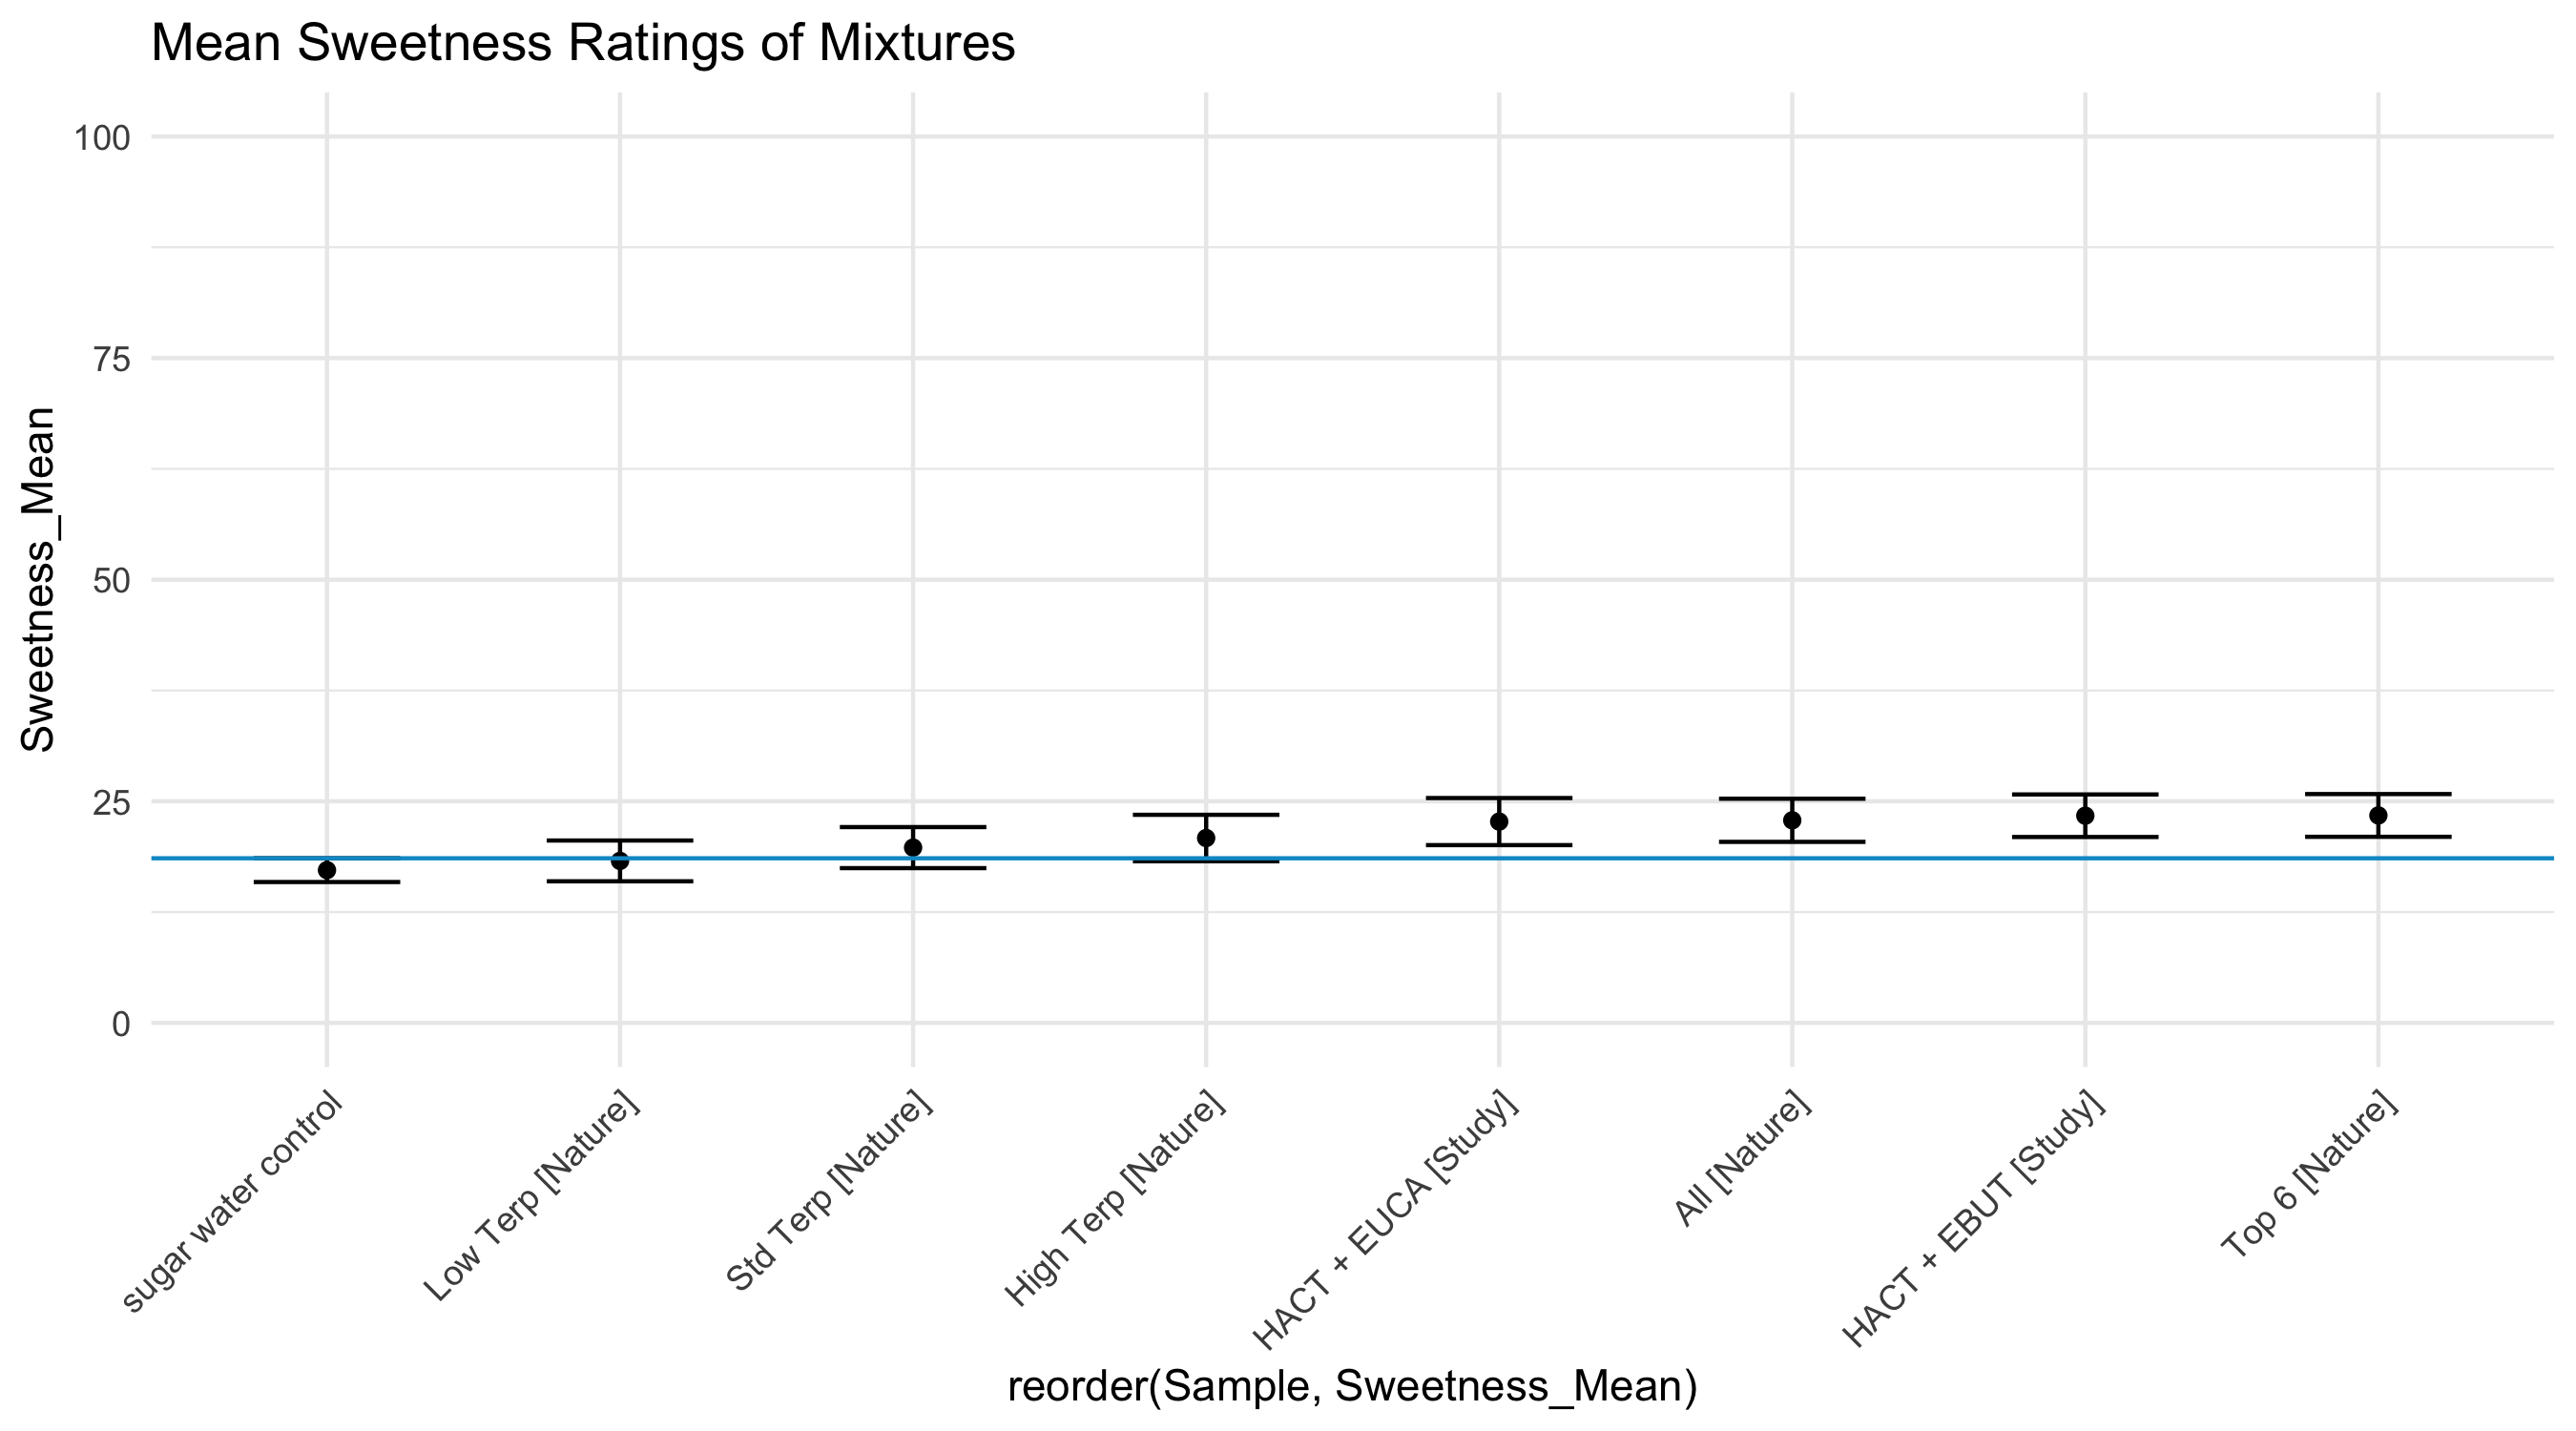 Mean Sweetness Ratings of Mixtures
Sweetness_Mean
100
75
50
25
0
sugar water control
Low Terp [Nature]
Std Terp [Nature]
High Terp [Nature]
HACT + EUCA [Study]
All [Nature]
HACT + EBUT [Study]
Top 6 [Nature]
reorder(Sample, Sweetness_Mean)